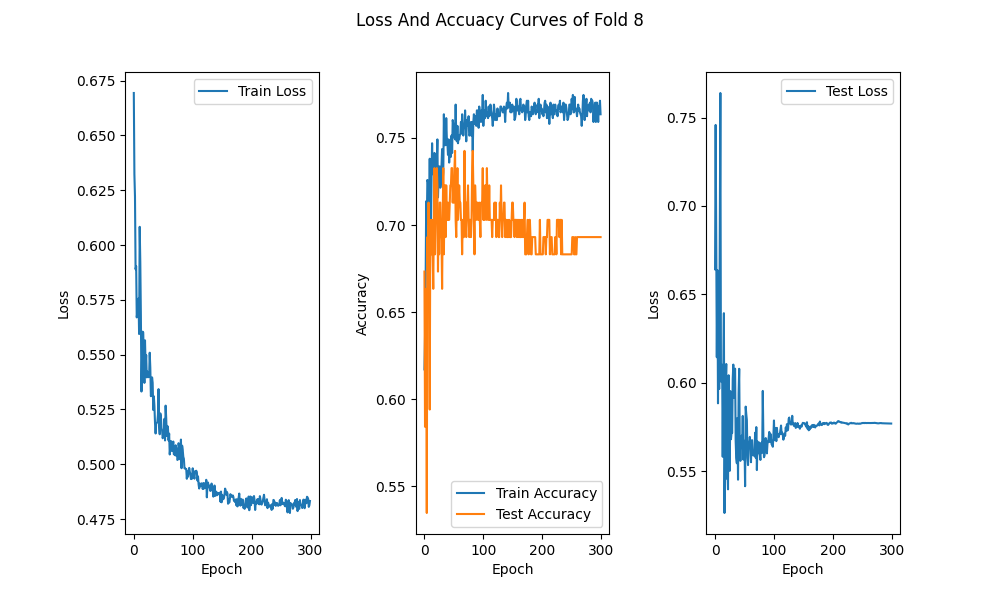 Loss And Accuacy Curves of Fold 8
Train Loss
0.675
0.650
0.625
0.600
0.575
0.550
0.525
0.500
0.475
Loss
0 100 200 300
Epoch
0.75
0.70
0.65
0.60
0.55
Accuracy
Train Accuracy
Test Accuracy
0 100 200 300
Epoch
Test Loss
0.75
0.70
0.65
0.60
0.55
Loss
0 100 200 300
Epoch